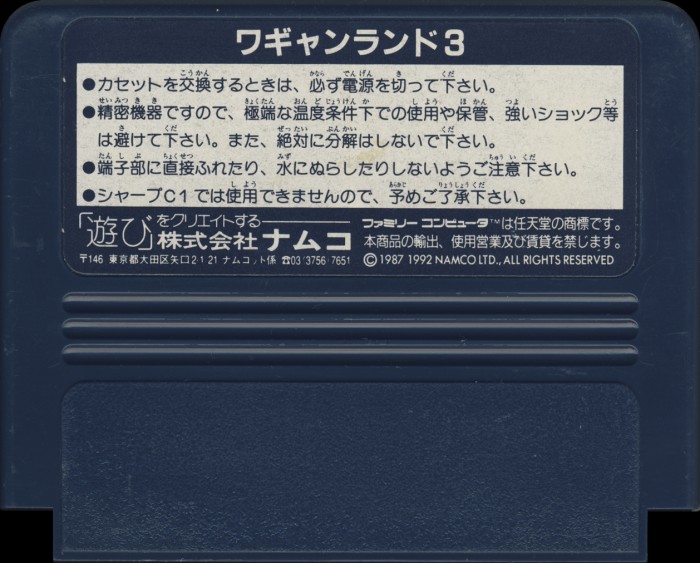 ワギャンランド3
●カセットを交換するときは、必ず電源を切って下さい。
●精密機器ですので、極端な温度条件下での使用や保管、強いショック等
は避けて下さい。また、絶対に分解はしないで下さい。
●端子部に直接ふれたり、水にぬらしたりしないようご注意下さい。
●シャープC1では使用できませんので、予めご了承下さい。
「遊び」をクリエイトする
株式会社 ナムコ
〒146 東京都大田区矢口2-1-21 ナムコット係 ☎03(3756)7651
ファミリーコンピュータ™は任天堂の商標です。
本商品の輸出、使用営業及び賃貸を禁じます。
©1987 1992 NAMCO LTD., ALL RIGHTS RESERVED